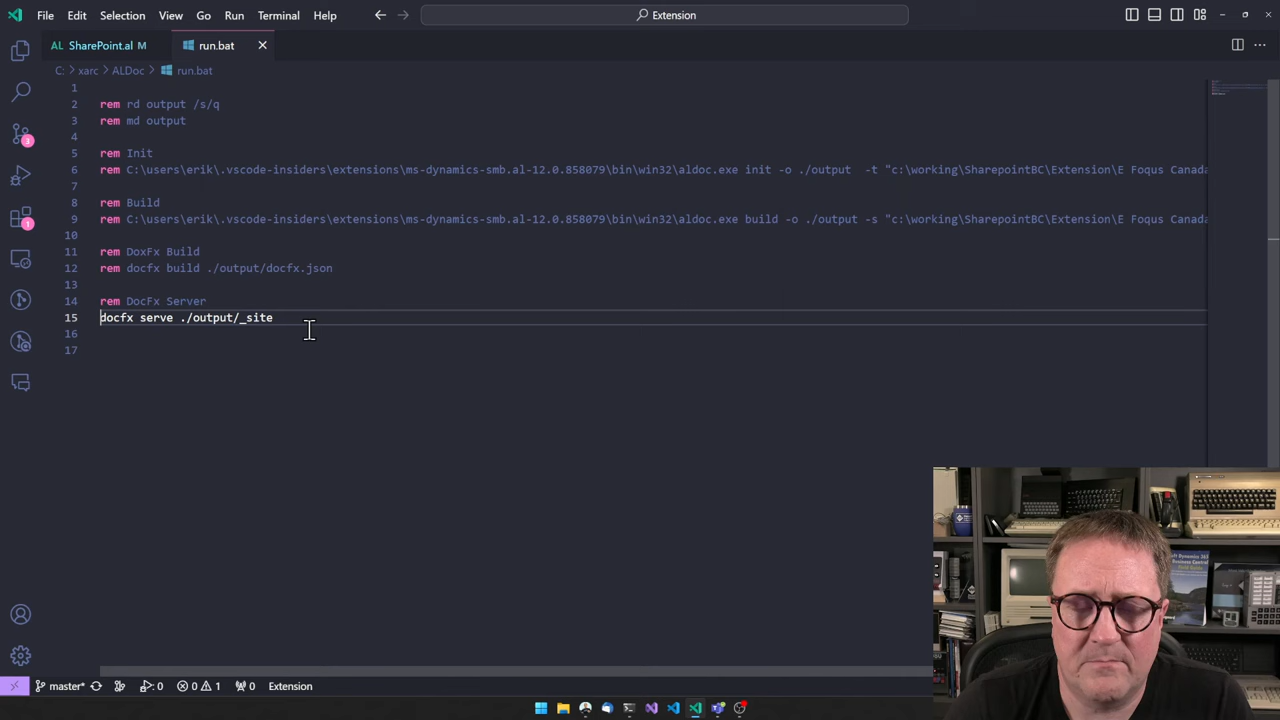 File Edit Selection View Go Run Terminal Help
Extension
AL SharePoint.al M
run.bat
C: > xarc > ALDoc > run.bat
1
2 rem rd output /s/q
3 rem md output
4
5 rem Init
6 rem C:\users\erik\.vscode-insiders\extensions\ms-dynamics-smb.al-12.0.858079\bin\win32\aldoc.exe init -o ./output -t "c:\working\SharepointBC\Extension\E Foqus Canada
7
8 rem Build
9 rem C:\users\erik\.vscode-insiders\extensions\ms-dynamics-smb.al-12.0.858079\bin\win32\aldoc.exe build -o ./output -s "c:\working\SharepointBC\Extension\E Foqus Canada
10
11 rem DoxFx Build
12 rem docfx build ./output/docfx.json
13
14 rem DocFx Server
15 docfx serve ./output/_site
16
17
3
1
master* 0 0 1 0 Extension